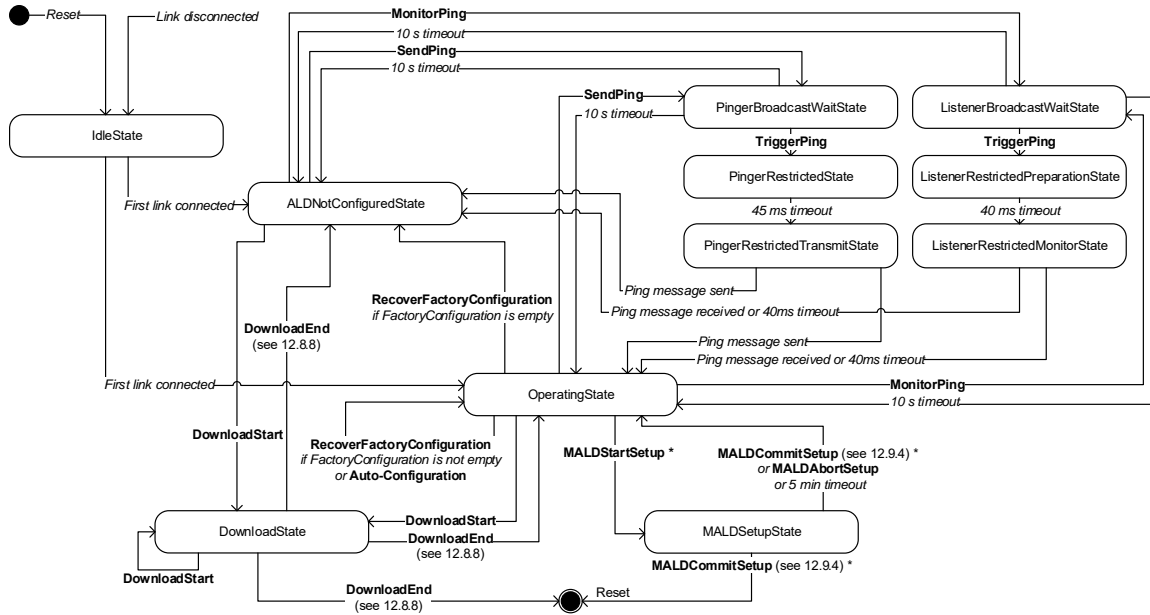 Reset
Link disconnected
MonitorPing
10 s timeout
SendPing
10 s timeout
SendPing
10 s timeout
PingerBroadcastWaitState
ListenerBroadcastWaitState
IdleState
TriggerPing
TriggerPing
PingerRestrictedState
ListenerRestrictedPreparationState
First link connected
ALDNotConfiguredState
45 ms timeout
40 ms timeout
PingerRestrictedTransmitState
ListenerRestrictedMonitorState
RecoverFactoryConfiguration
if FactoryConfiguration is empty
Ping message sent
Ping message received or 40ms timeout
DownloadEnd
(see 12.8.8)
Ping message sent
Ping message received or 40ms timeout
First link connected
OperatingState
MonitorPing
10 s timeout
DownloadStart
RecoverFactoryConfiguration
if FactoryConfiguration is not empty
or Auto-Configuration
MALDStartSetup *
MALDCommitSetup (see 12.9.4) *
or MALDAbortSetup
or 5 min timeout
DownloadState
DownloadStart
DownloadEnd
(see 12.8.8)
MALDSetupState
DownloadStart
MALDCommitSetup (see 12.9.4) *
DownloadEnd
(see 12.8.8)
Reset